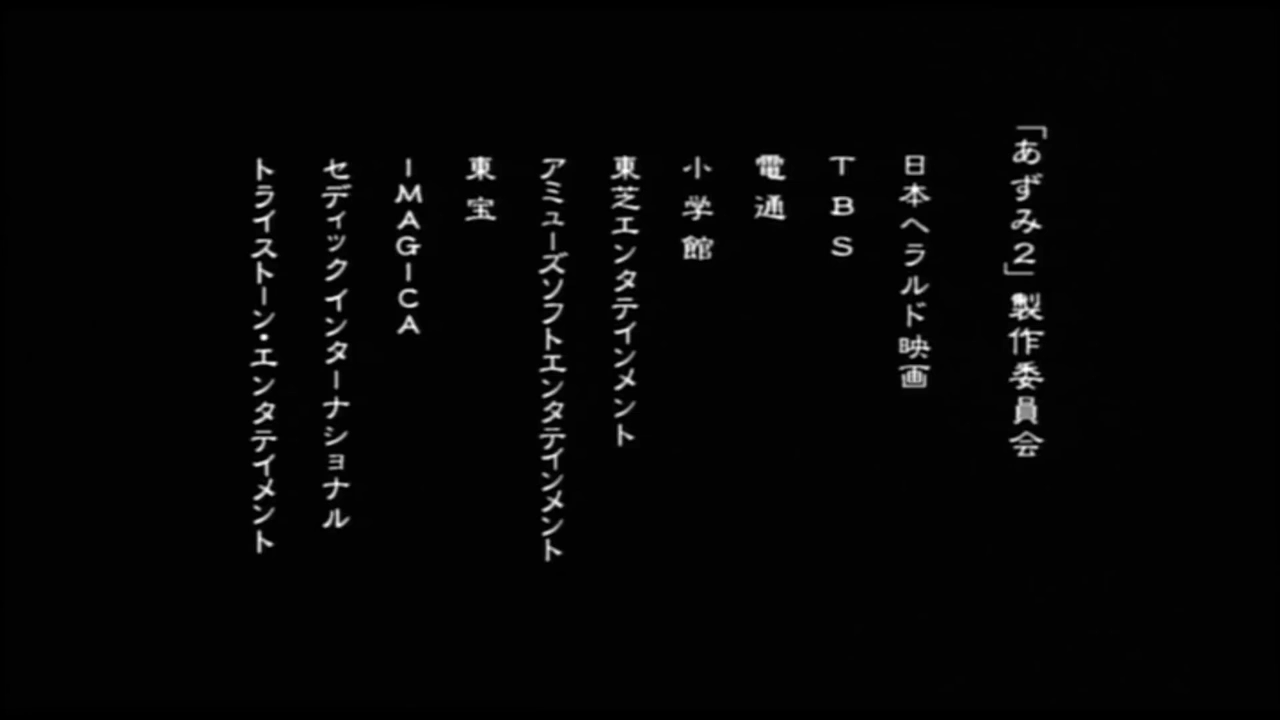 「あずみ2」製作委員会
日本ヘラルド映画
TBS
電通
小学館
東芝エンタテインメント
アミューズソフトエンタテインメント
東宝
IMAGICA
セディックインターナショナル
トライストーン・エンタテイメント